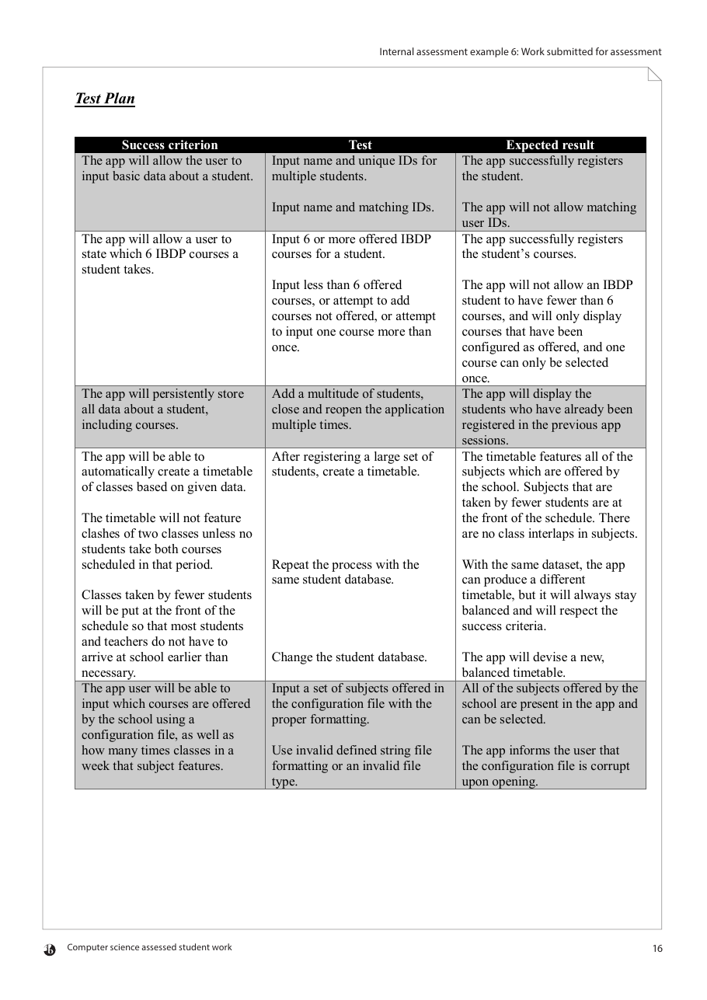 Internal assessment example 6: Work submitted for assessment
Test Plan
Success criterion
Test
Expected result
The app will allow the user to
input basic data about a student.
Input name and unique IDs for
multiple students.
Input name and matching IDs.
The app successfully registers
the student.
The app will not allow matching
user IDs.
The app will allow a user to
state which 6 IBDP courses a
student takes.
Input 6 or more offered IBDP
courses for a student.
Input less than 6 offered
courses, or attempt to add
courses not offered, or attempt
to input one course more than
once.
The app successfully registers
the student’s courses.
The app will not allow an IBDP
student to have fewer than 6
courses, and will only display
courses that have been
configured as offered, and one
course can only be selected
once.
The app will persistently store
all data about a student,
including courses.
Add a multitude of students,
close and reopen the application
multiple times.
The app will display the
students who have already been
registered in the previous app
sessions.
The app will be able to
automatically create a timetable
of classes based on given data.
The timetable will not feature
clashes of two classes unless no
students take both courses
scheduled in that period.
Classes taken by fewer students
will be put at the front of the
schedule so that most students
and teachers do not have to
arrive at school earlier than
necessary.
After registering a large set of
students, create a timetable.
Repeat the process with the
same student database.
Change the student database.
The timetable features all of the
subjects which are offered by
the school. Subjects that are
taken by fewer students are at
the front of the schedule. There
are no class interlaps in subjects.
With the same dataset, the app
can produce a different
timetable, but it will always stay
balanced and will respect the
success criteria.
The app will devise a new,
balanced timetable.
The app user will be able to
input which courses are offered
by the school using a
configuration file, as well as
how many times classes in a
week that subject features.
Input a set of subjects offered in
the configuration file with the
proper formatting.
Use invalid defined string file
formatting or an invalid file
type.
All of the subjects offered by the
school are present in the app and
can be selected.
The app informs the user that
the configuration file is corrupt
upon opening.
Computer science assessed student work
16